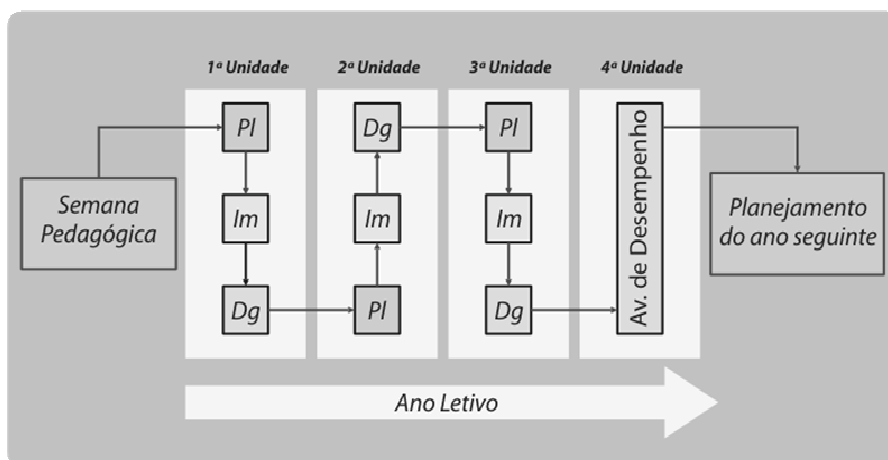 1ª Unidade
2ª Unidade
3ª Unidade
4ª Unidade
Semana
Pedagógica
Pl
Im
Dg
Dg
Im
Pl
Pl
Im
Dg
Av. de Desempenho
Planejamento
do ano seguinte
Ano Letivo